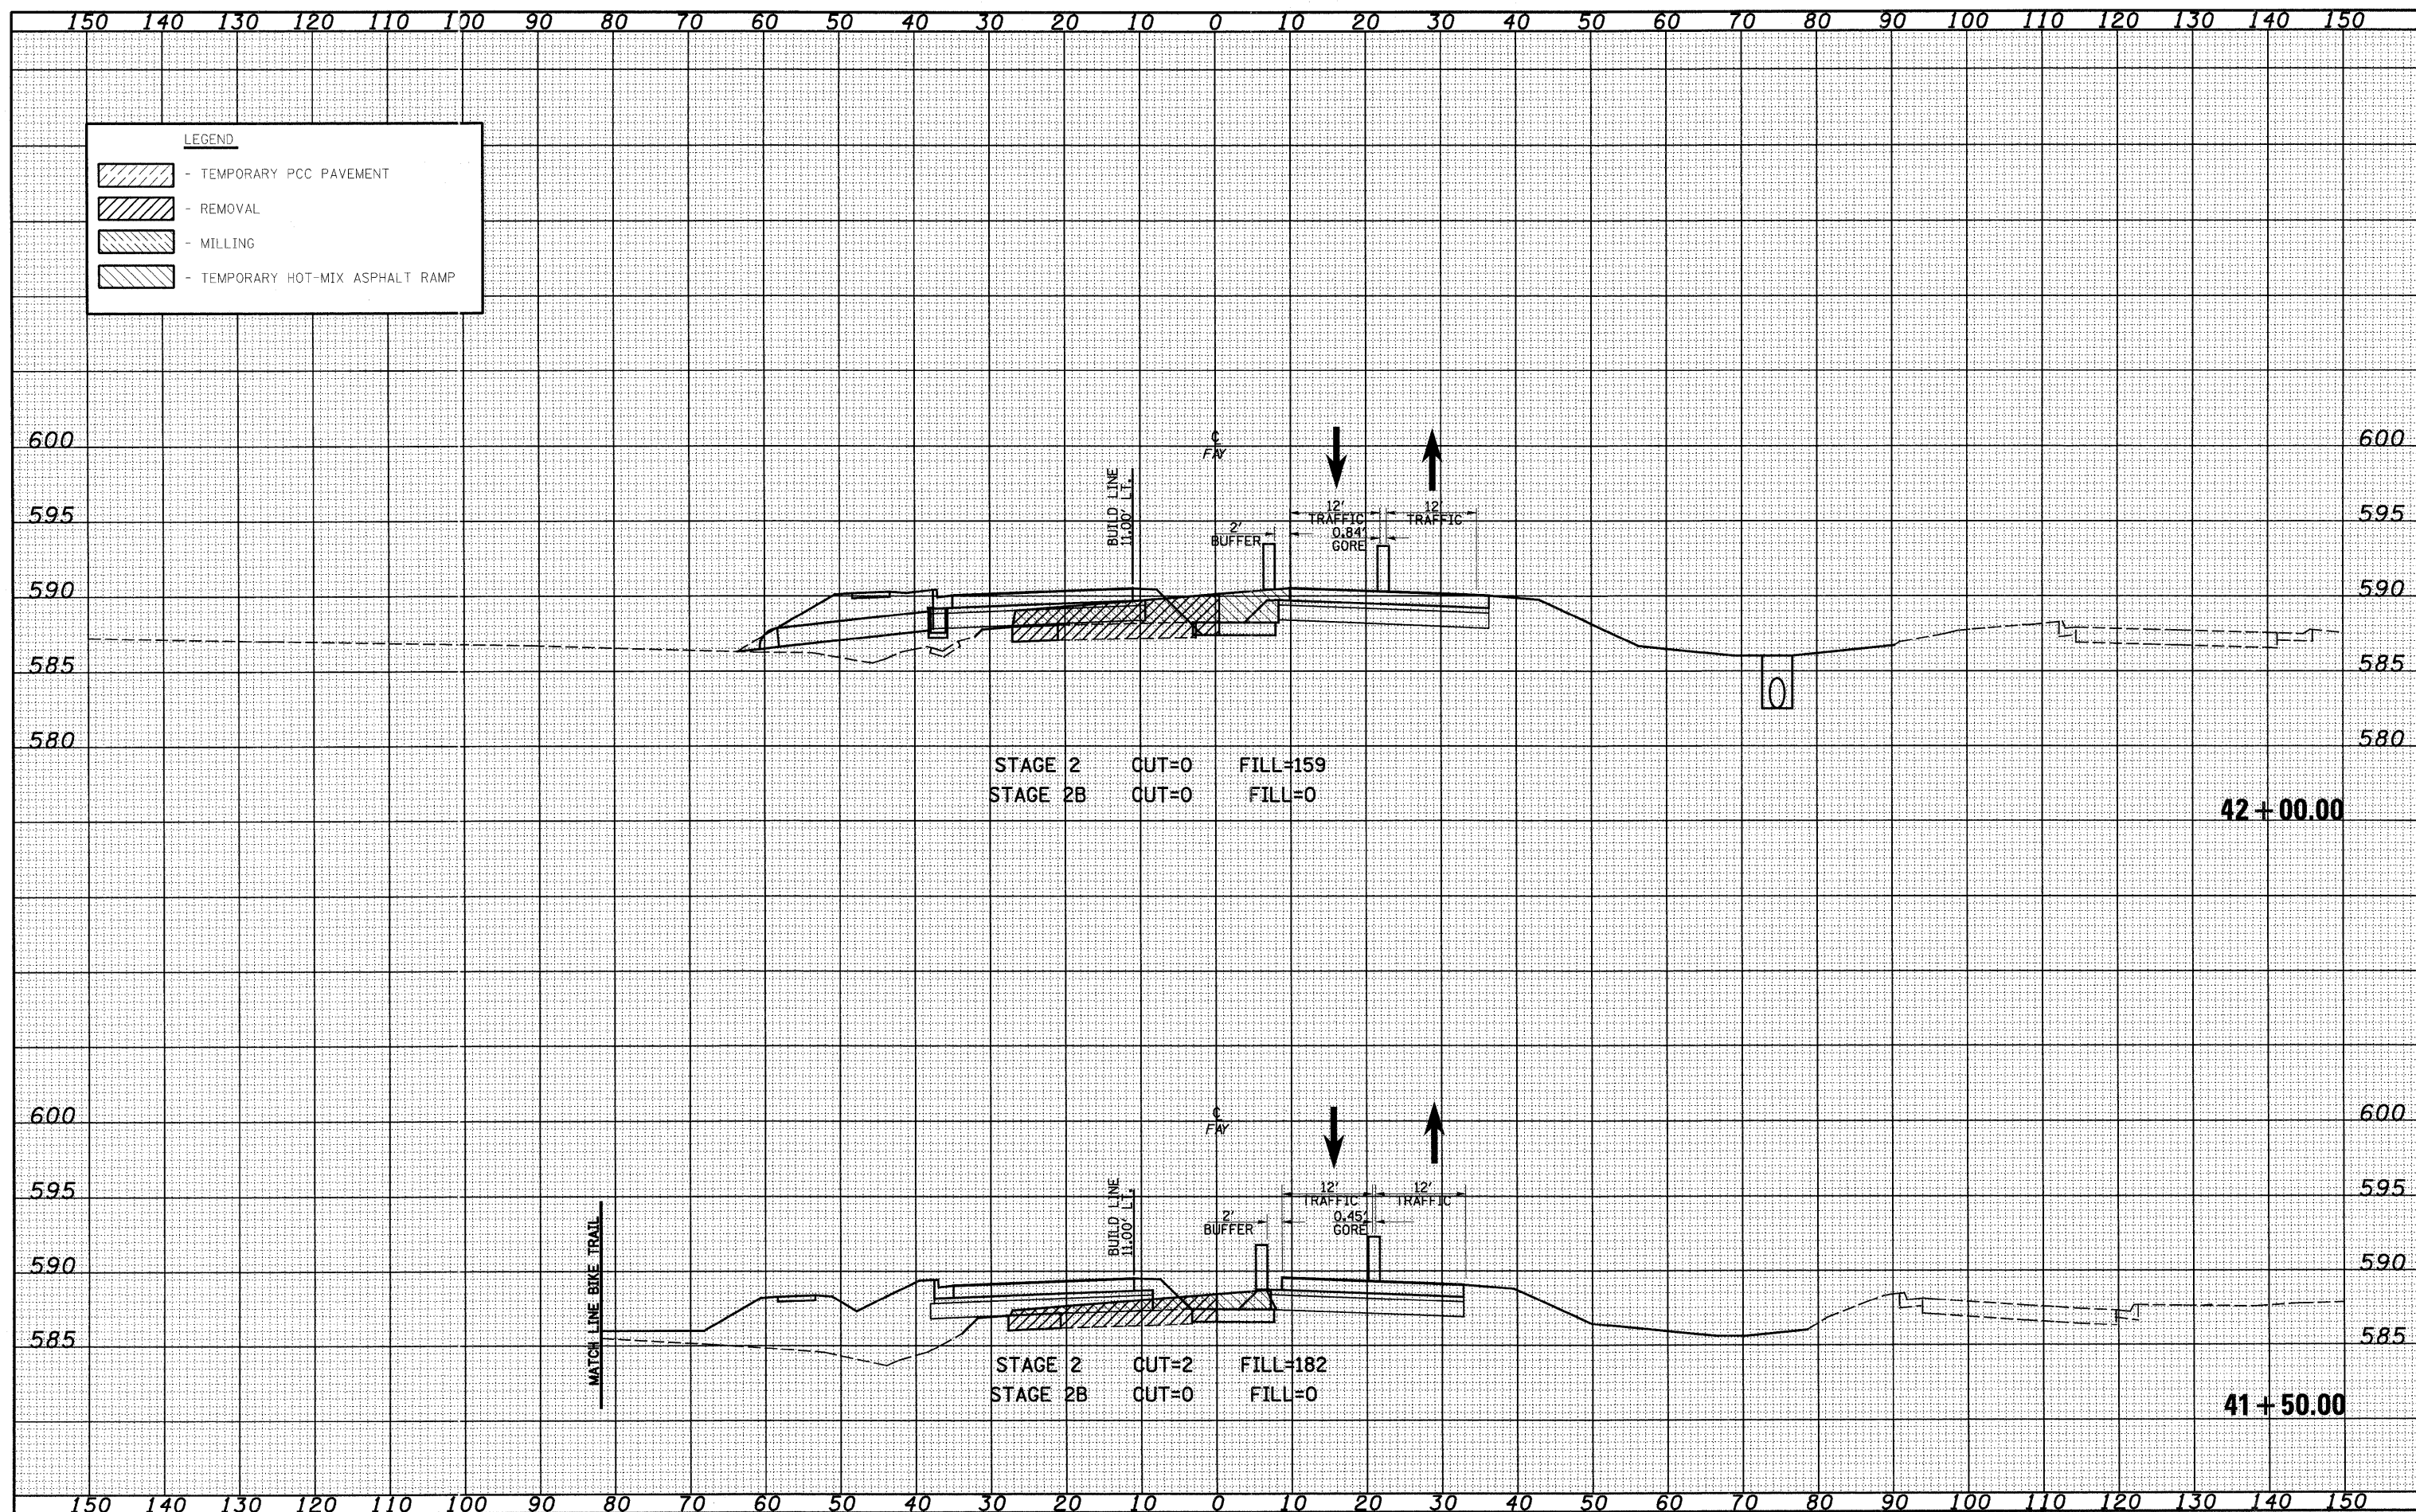 150 140 130 120 110 100 90 80 70 60 50 40 30 20 10 0 10 20 30 40 50 60 70 80 90 100 110 120 130 140 150
LEGEND
- TEMPORARY PCC PAVEMENT
- REMOVAL
- MILLING
- TEMPORARY HOT-MIX ASPHALT RAMP
600 600
595 595
590 590
585 585
580 580
℄
FAY
BUILD LINE
11.00' LT.
12' 12'
TRAFFIC TRAFFIC
2' 0.84'
BUFFER GORE
STAGE 2 CUT=0 FILL=159
STAGE 2B CUT=0 FILL=0
42+00.00
600 600
595 595
590 590
585 585
℄
FAY
MATCH LINE BIKE TRAIL
BUILD LINE
11.00' LT.
12' 12'
TRAFFIC TRAFFIC
2' 0.45'
BUFFER GORE
STAGE 2 CUT=2 FILL=182
STAGE 2B CUT=0 FILL=0
41+50.00
150 140 130 120 110 100 90 80 70 60 50 40 30 20 10 0 10 20 30 40 50 60 70 80 90 100 110 120 130 140 150